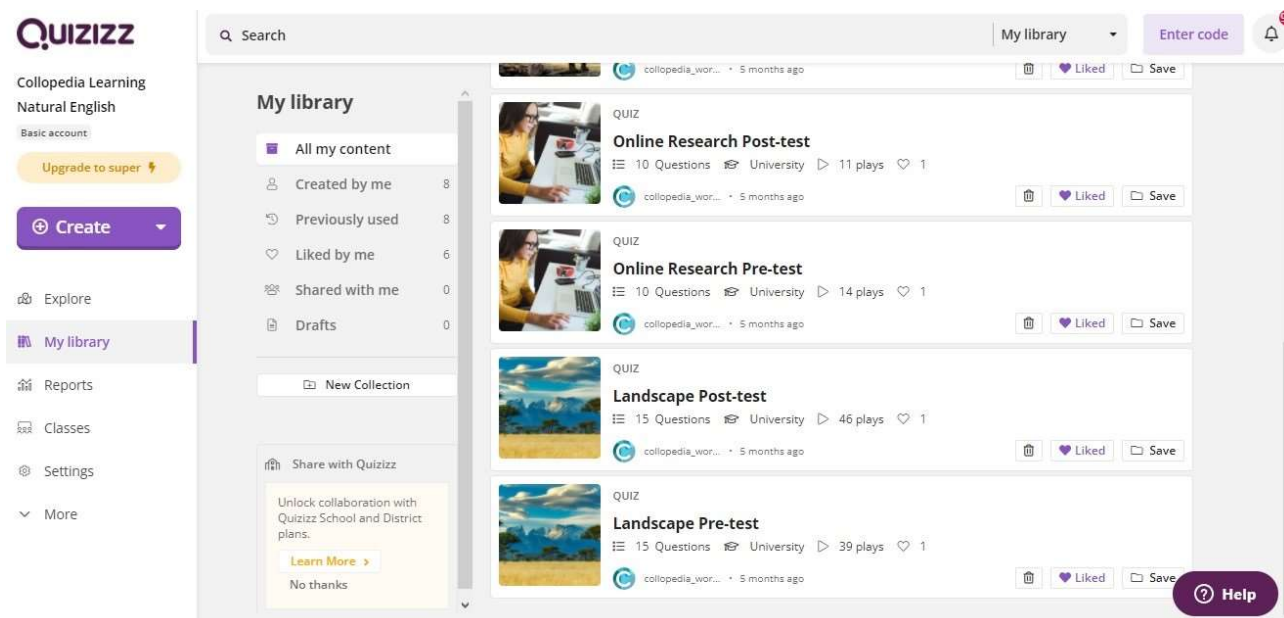 QUIZIZZ
Collopedia Learning
Natural English
Basic account
Upgrade to super
Create
Explore
My library
Reports
Classes
Settings
More
Search
My library
Enter code
My library
All my content
Created by me 8
Previously used 8
Liked by me 6
Shared with me 0
Drafts 0
New Collection
Share with Quizizz
Unlock collaboration with
Quizizz School and District
plans.
Learn More >
No thanks
collopedia_wor... • 5 months ago
Liked Save
QUIZ
Online Research Post-test
10 Questions University 11 plays 1
collopedia_wor... • 5 months ago
Liked Save
QUIZ
Online Research Pre-test
10 Questions University 14 plays 1
collopedia_wor... • 5 months ago
Liked Save
QUIZ
Landscape Post-test
15 Questions University 46 plays 1
collopedia_wor... • 5 months ago
Liked Save
QUIZ
Landscape Pre-test
15 Questions University 39 plays 1
collopedia_wor... • 5 months ago
Liked Save
Help